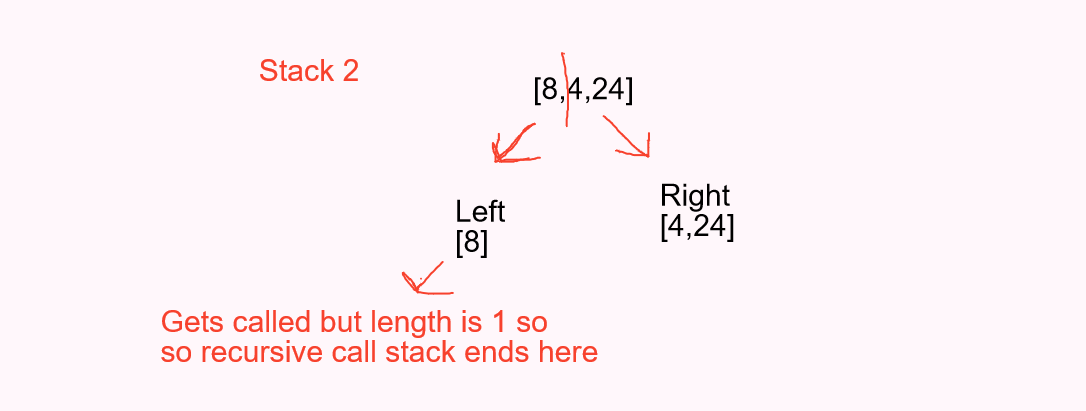 Stack 2
[8,4,24]
Left
[8]
Right
[4,24]
Gets called but length is 1 so
so recursive call stack ends here